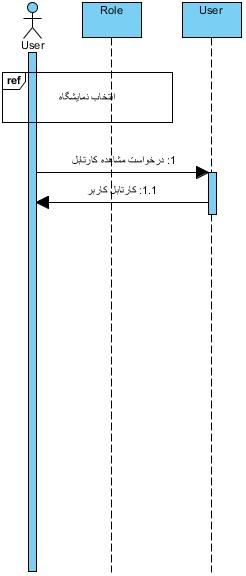 Role
User
User
ref
انتخاب نمایشگاه
1: درخواست مشاهده کارتابل
1.1: کارتابل کاربر